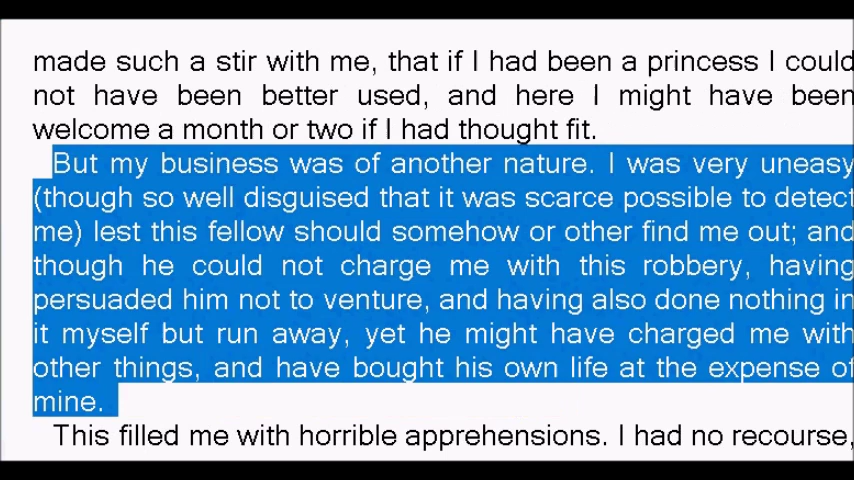 made such a stir with me, that if I had been a princess I could
not have been better used, and here I might have been
welcome a month or two if I had thought fit.
But my business was of another nature. I was very uneasy
(though so well disguised that it was scarce possible to detect
me) lest this fellow should somehow or other find me out; and
though he could not charge me with this robbery, having
persuaded him not to venture, and having also done nothing in
it myself but run away, yet he might have charged me with
other things, and have bought his own life at the expense of
mine.
This filled me with horrible apprehensions. I had no recourse,